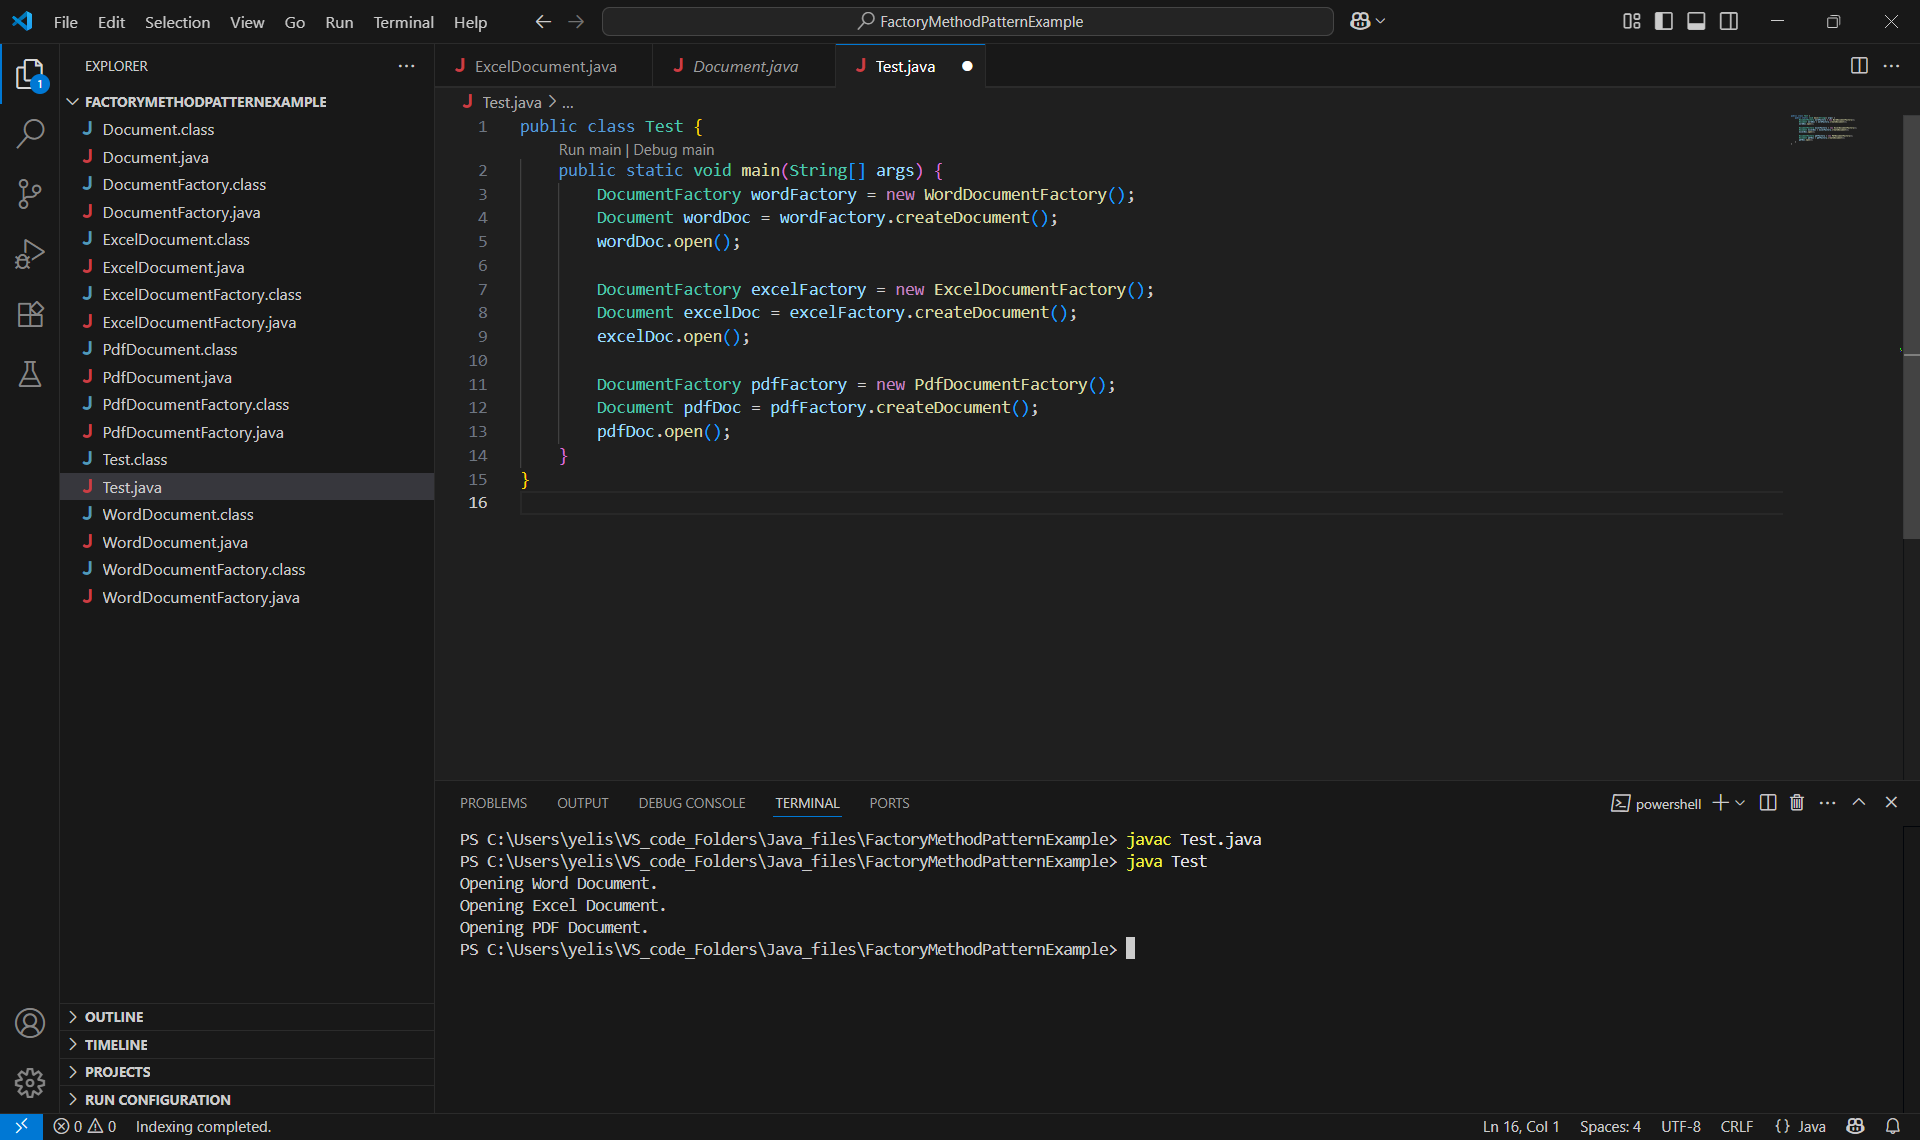 File Edit Selection View Go Run Terminal Help
FactoryMethodPatternExample
EXPLORER
1
FACTORYMETHODPATTERNEXAMPLE
J Document.class
J Document.java
J DocumentFactory.class
J DocumentFactory.java
J ExcelDocument.class
J ExcelDocument.java
J ExcelDocumentFactory.class
J ExcelDocumentFactory.java
J PdfDocument.class
J PdfDocument.java
J PdfDocumentFactory.class
J PdfDocumentFactory.java
J Test.class
J Test.java
J WordDocument.class
J WordDocument.java
J WordDocumentFactory.class
J WordDocumentFactory.java
OUTLINE
TIMELINE
PROJECTS
RUN CONFIGURATION
J ExcelDocument.java J Document.java J Test.java
J Test.java > ...
1 public class Test {
Run main | Debug main
2 public static void main(String[] args) {
3 DocumentFactory wordFactory = new WordDocumentFactory();
4 Document wordDoc = wordFactory.createDocument();
5 wordDoc.open();
6
7 DocumentFactory excelFactory = new ExcelDocumentFactory();
8 Document excelDoc = excelFactory.createDocument();
9 excelDoc.open();
10
11 DocumentFactory pdfFactory = new PdfDocumentFactory();
12 Document pdfDoc = pdfFactory.createDocument();
13 pdfDoc.open();
14 }
15 }
16
PROBLEMS OUTPUT DEBUG CONSOLE TERMINAL PORTS
powershell
PS C:\Users\yelis\VS_code_Folders\Java_files\FactoryMethodPatternExample> javac Test.java
PS C:\Users\yelis\VS_code_Folders\Java_files\FactoryMethodPatternExample> java Test
Opening Word Document.
Opening Excel Document.
Opening PDF Document.
PS C:\Users\yelis\VS_code_Folders\Java_files\FactoryMethodPatternExample>
0 0 Indexing completed.
Ln 16, Col 1 Spaces: 4 UTF-8 CRLF {} Java